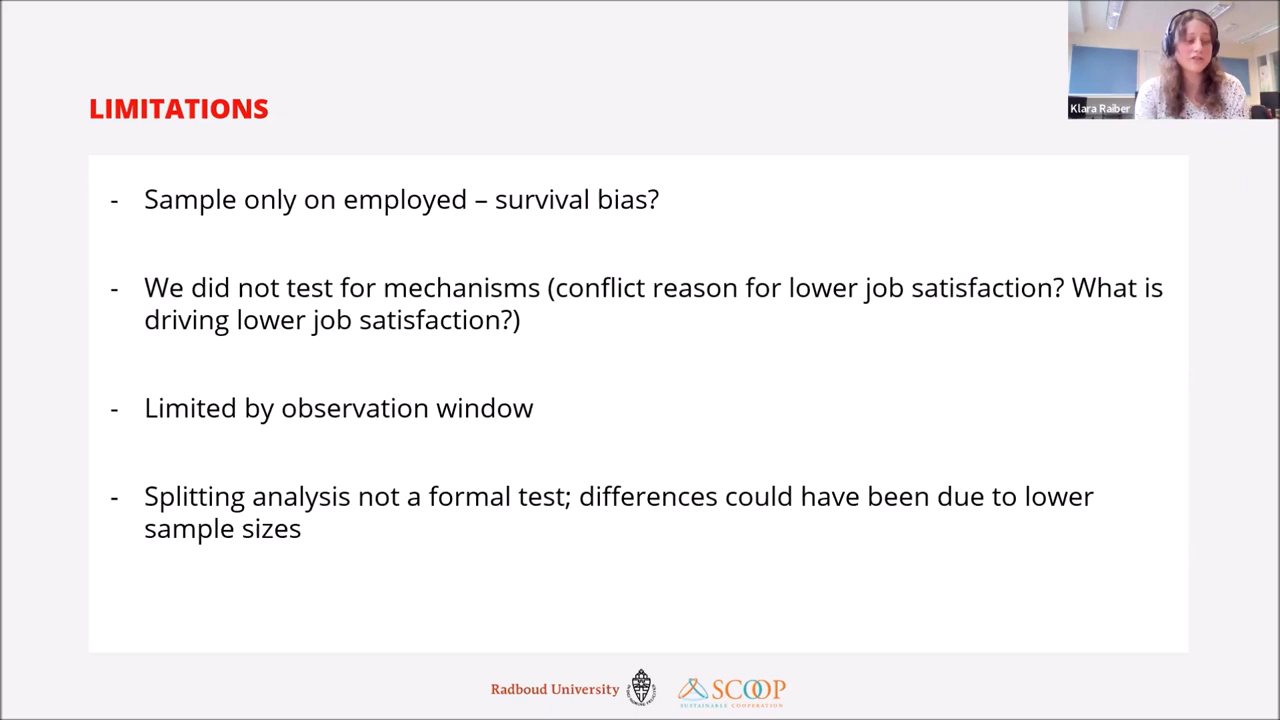 Klara Raiber
LIMITATIONS
- Sample only on employed – survival bias?
- We did not test for mechanisms (conflict reason for lower job satisfaction? What is
driving lower job satisfaction?)
- Limited by observation window
- Splitting analysis not a formal test; differences could have been due to lower
sample sizes
Radboud University
SCOOP
SUSTAINABLE COOPERATION